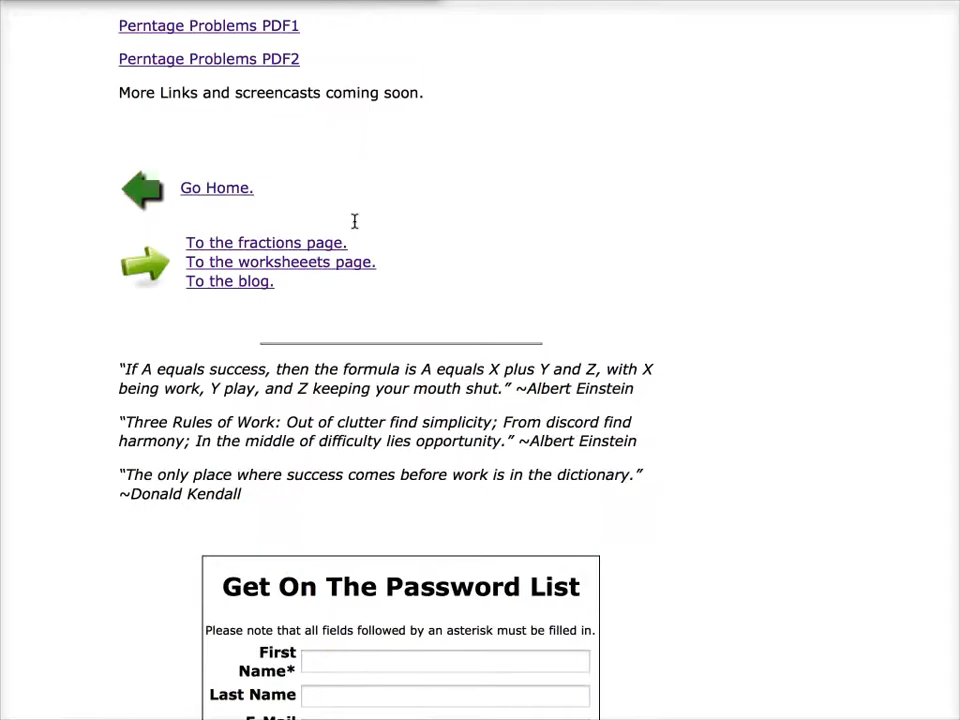 Perntage Problems PDF1
Perntage Problems PDF2
More Links and screencasts coming soon.
Go Home.
To the fractions page.
To the worksheeets page.
To the blog.
“If A equals success, then the formula is A equals X plus Y and Z, with X
being work, Y play, and Z keeping your mouth shut.” ~Albert Einstein
“Three Rules of Work: Out of clutter find simplicity; From discord find
harmony; In the middle of difficulty lies opportunity.” ~Albert Einstein
“The only place where success comes before work is in the dictionary.”
~Donald Kendall
Get On The Password List
Please note that all fields followed by an asterisk must be filled in.
First
Name*
Last Name
E-Mail